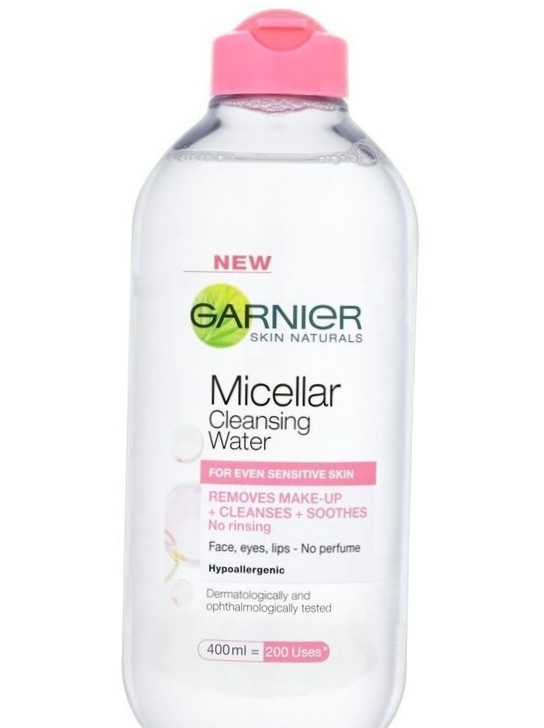 NEW
GARNIER
SKIN NATURALS
Micellar
Cleansing
Water
FOR EVEN SENSITIVE SKIN
REMOVES MAKE-UP
+ CLEANSES + SOOTHES
No rinsing
Face, eyes, lips - No perfume
Hypoallergenic
Dermatologically and
ophthalmologically tested
400ml = 200 Uses*